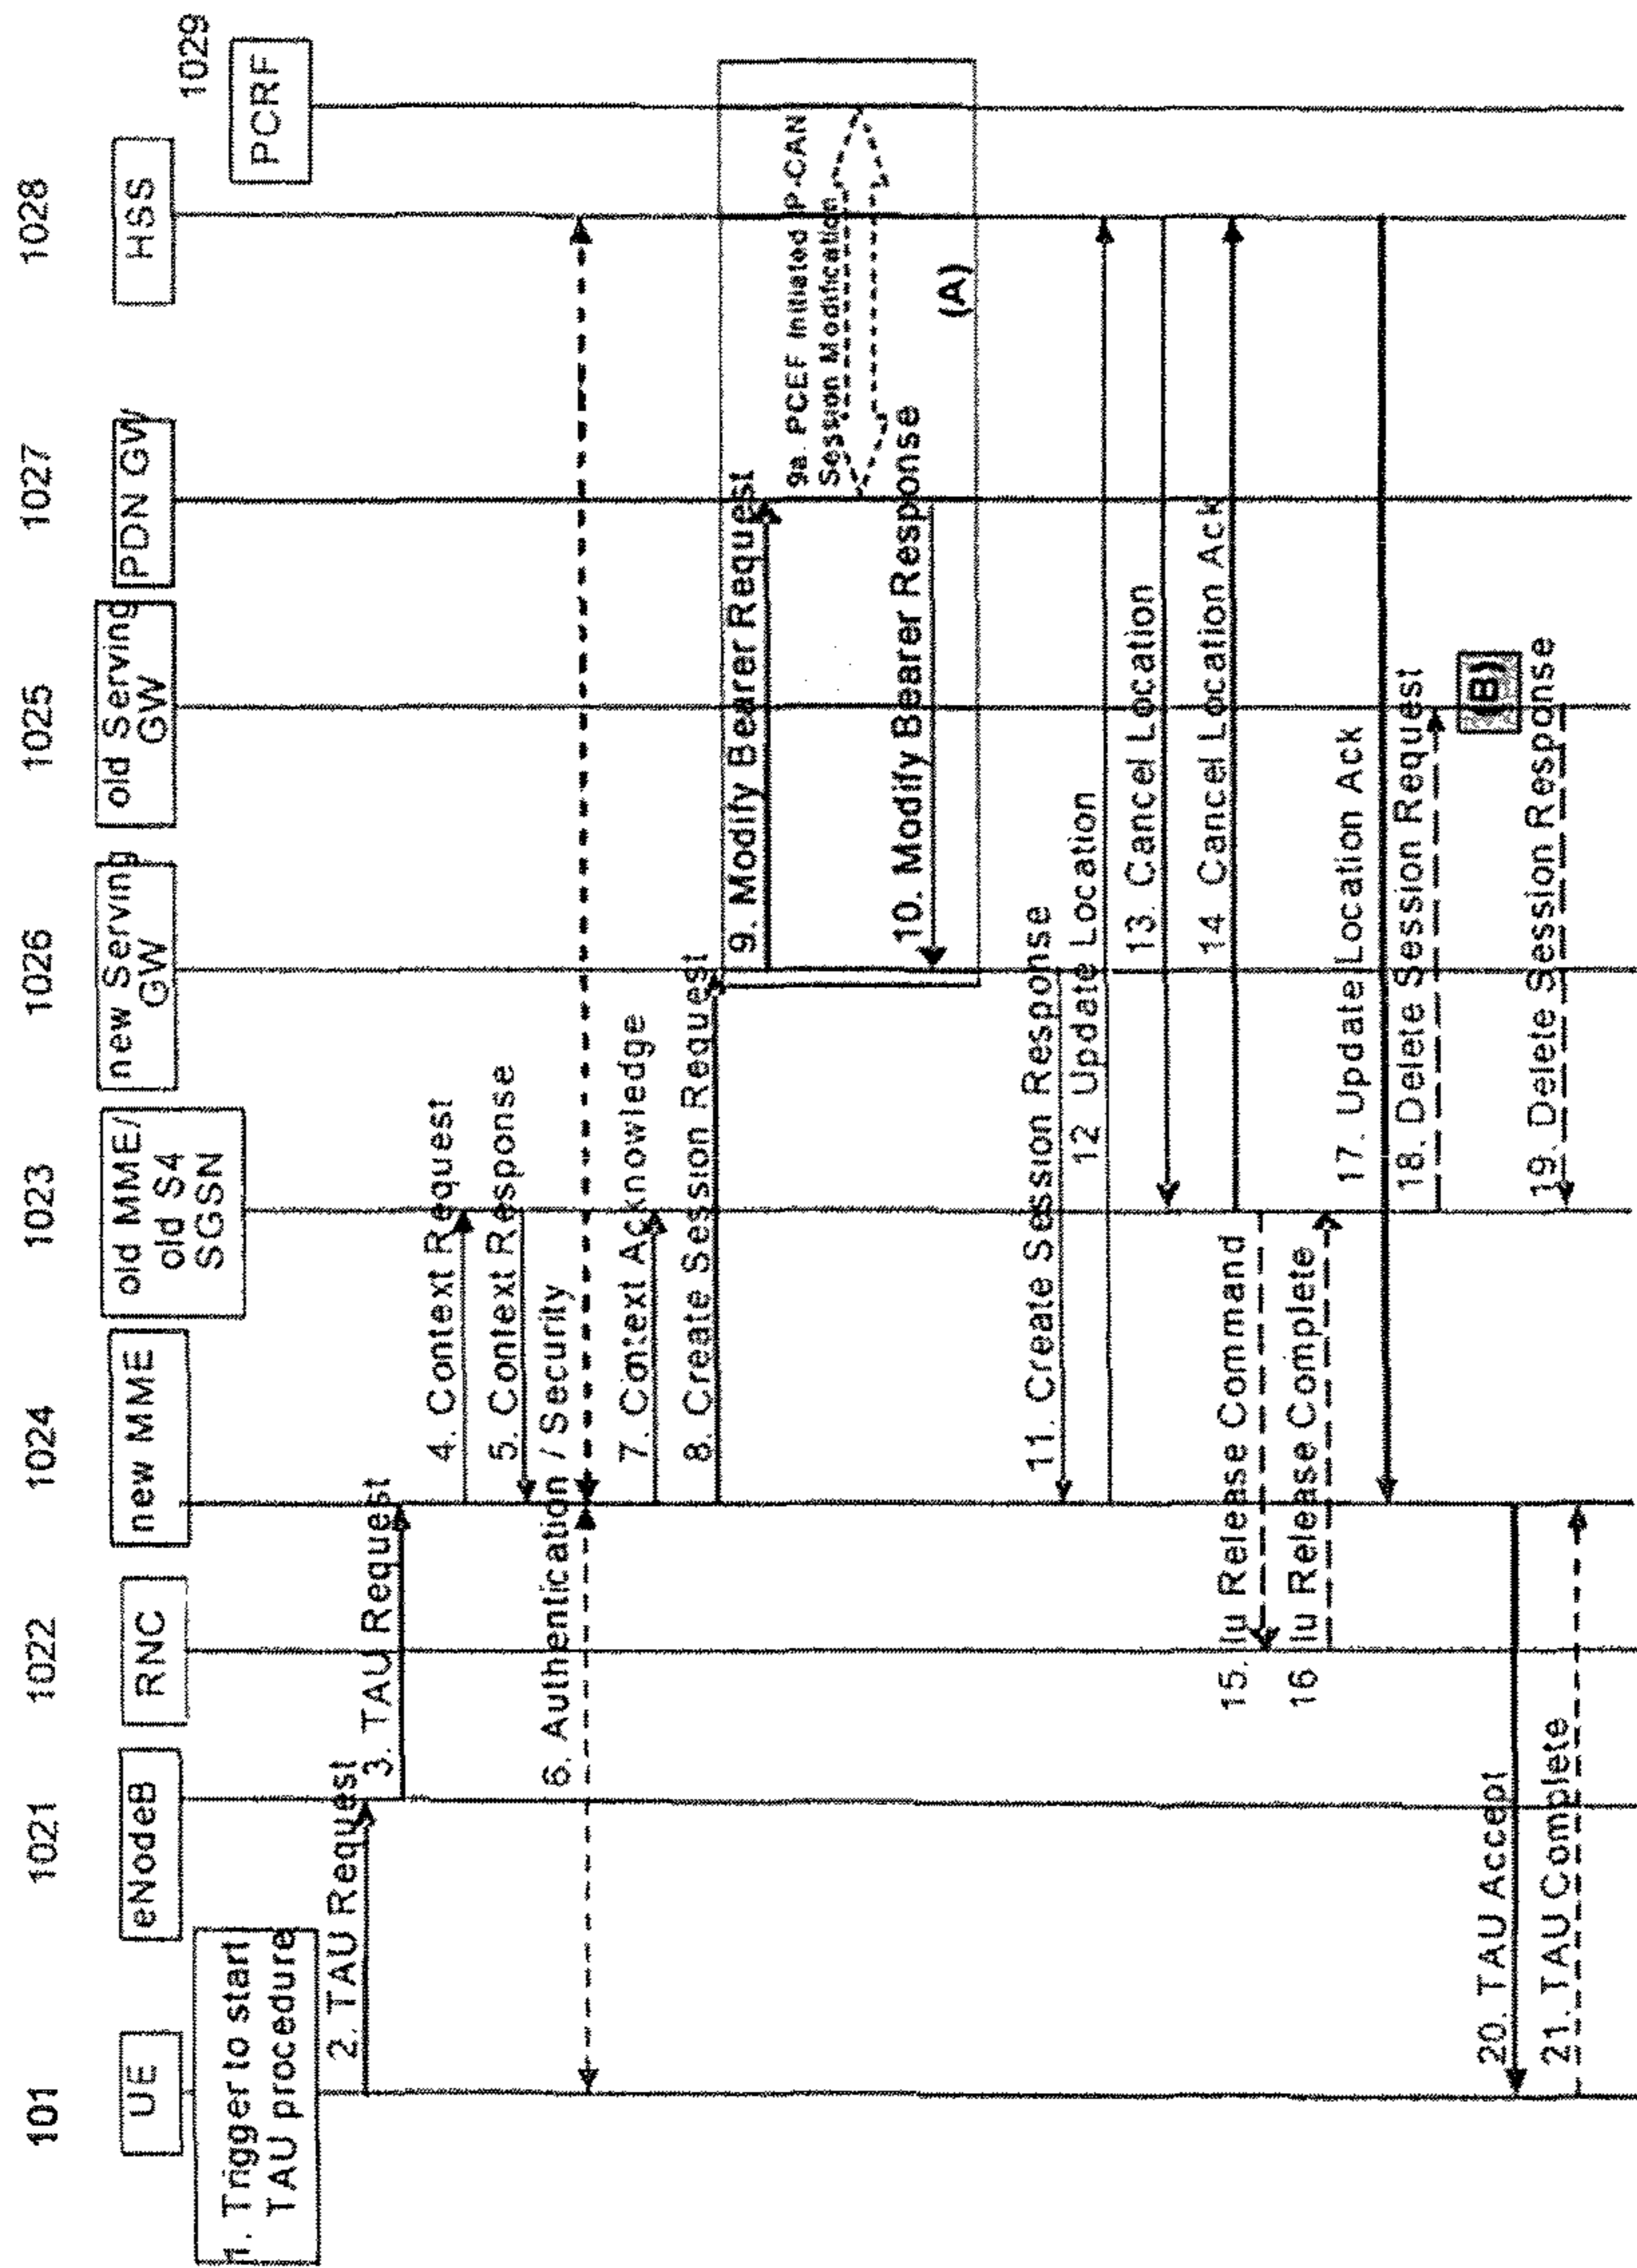 101
1021
1022
1024
1023
1026
1025
1027
1028
1029
UE
eNodeB
RNC
new MME
old MME/
old S4
SGSN
new Serving
GW
old Serving
GW
PDN GW
HSS
PCRF
1. Trigger to start
TAU procedure
2. TAU Request
3. TAU Request
4. Context Request
5. Context Response
6. Authentication / Security
7. Context Acknowledge
8. Create Session Request
9. Modify Bearer Request
9a. PCEF Initiated IP-CAN
Session Modification
10. Modify Bearer Response
(A)
11. Create Session Response
12 Update Location
13. Cancel Location
14 Cancel Location Ack
15. Iu Release Command
16 Iu Release Complete
17. Update Location Ack
18. Delete Session Request
(B)
19. Delete Session Response
20. TAU Accept
21. TAU Complete